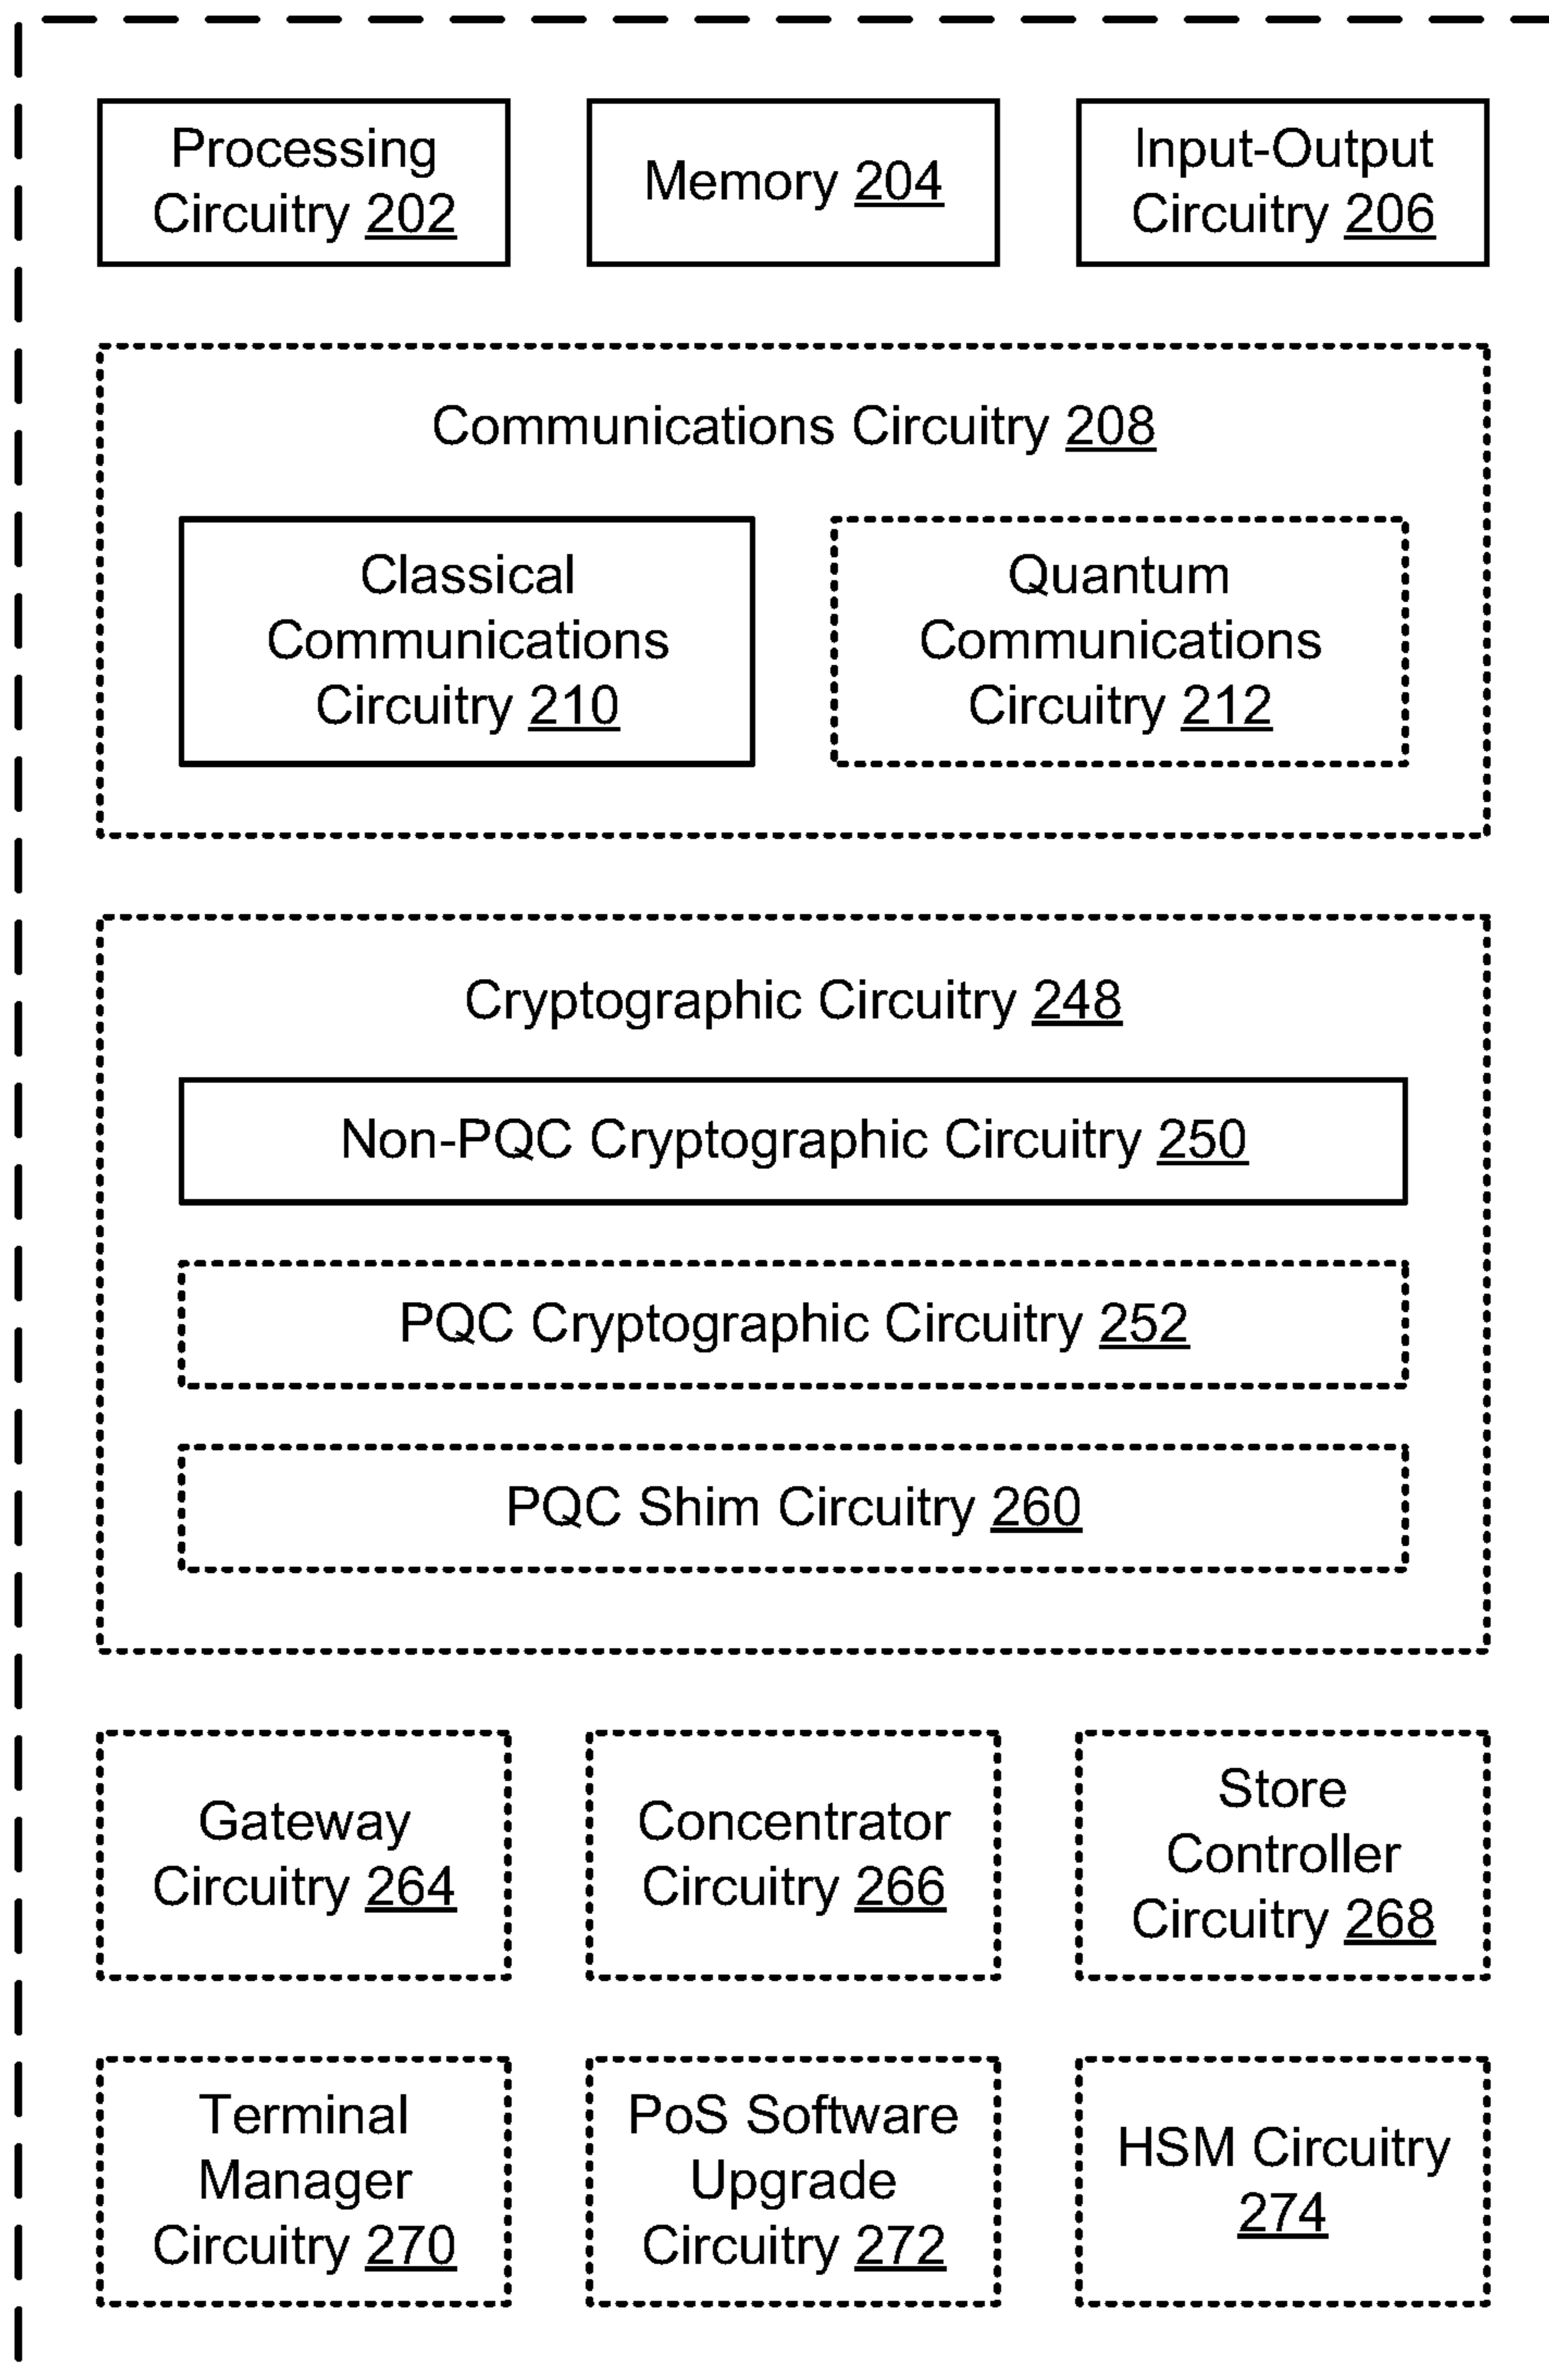 Processing
Circuitry 202
Memory 204
Input-Output
Circuitry 206
Communications Circuitry 208
Classical
Communications
Circuitry 210
Quantum
Communications
Circuitry 212
Cryptographic Circuitry 248
Non-PQC Cryptographic Circuitry 250
PQC Cryptographic Circuitry 252
PQC Shim Circuitry 260
Gateway
Circuitry 264
Concentrator
Circuitry 266
Store
Controller
Circuitry 268
Terminal
Manager
Circuitry 270
PoS Software
Upgrade
Circuitry 272
HSM Circuitry
274